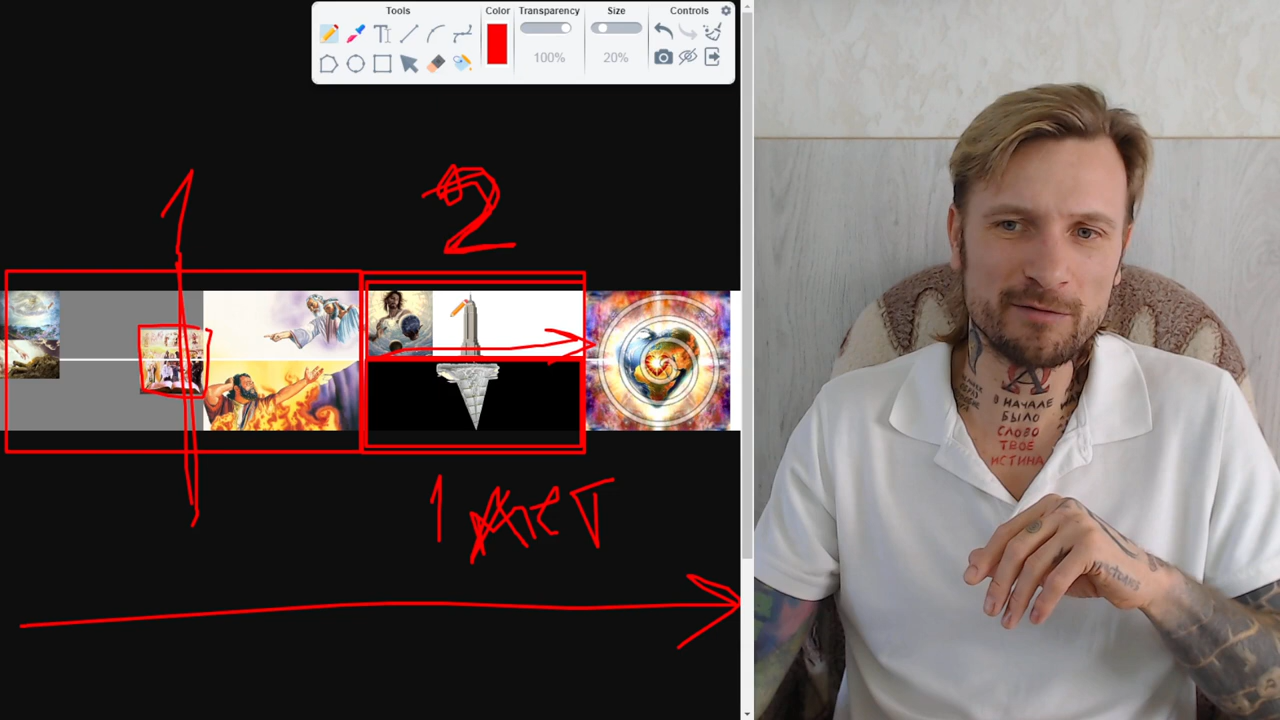 Tools
Color
Transparency
Size
Controls
100%
20%
1
2
1
В НАЧАЛЕ
БЫЛО
СЛОВО
ТВОЕ
ИСТИНА